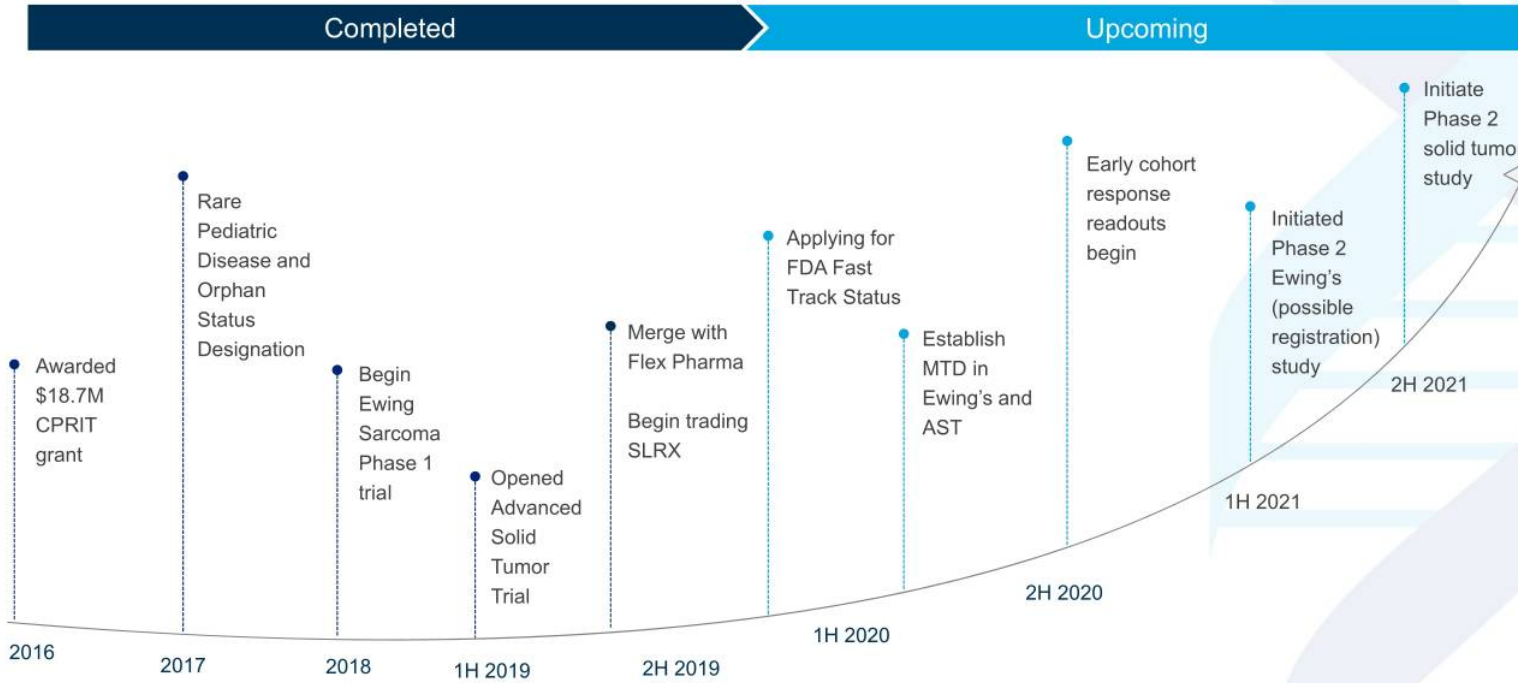 Completed
Upcoming
Awarded
$18.7M
CPRIT
grant
Rare
Pediatric
Disease and
Orphan
Status
Designation
Begin
Ewing
Sarcoma
Phase 1
trial
Opened
Advanced
Solid
Tumor
Trial
Merge with
Flex Pharma
Begin trading
SLRX
Applying for
FDA Fast
Track Status
Establish
MTD in
Ewing’s and
AST
Early cohort
response
readouts
begin
Initiated
Phase 2
Ewing’s
(possible
registration)
study
Initiate
Phase 2
solid tumo
study
2016
2017
2018
1H 2019
2H 2019
1H 2020
2H 2020
1H 2021
2H 2021